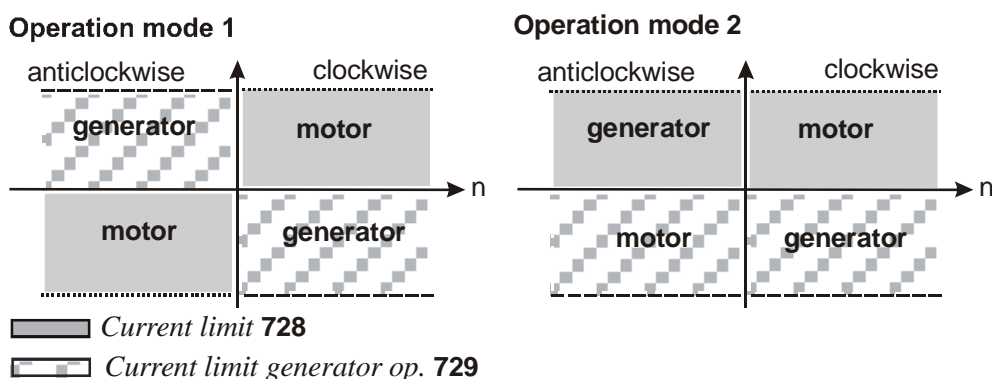 Operation mode 1
anticlockwise clockwise
generator motor
n
motor generator
Operation mode 2
anticlockwise clockwise
generator motor
n
motor generator
Current limit 728
Current limit generator op. 729